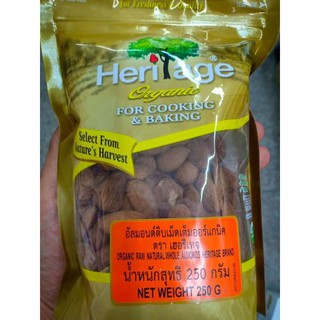 for Freshness
Heritage®
Organic
FOR COOKING
& BAKING
Select From
Nature's Harvest
อัลมอนด์ดิบเม็ดเต็มออร์แกนิค
ตรา เฮอริเทจ
ORGANIC RAW NATURAL WHOLE ALMONDS HERITAGE BRAND
น้ำหนักสุทธิ 250 กรัม
NET WEIGHT 250 G